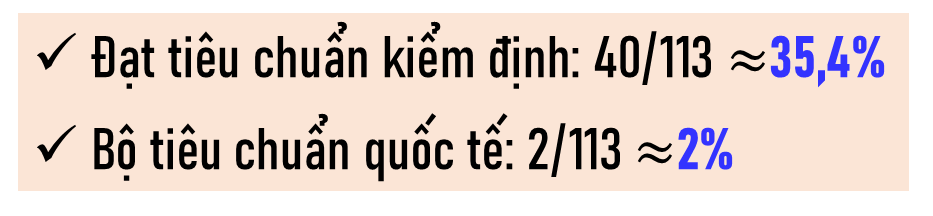 ✓ Đạt tiêu chuẩn kiểm định: 40/113 ≈35,4%
✓ Bộ tiêu chuẩn quốc tế: 2/113 ≈2%